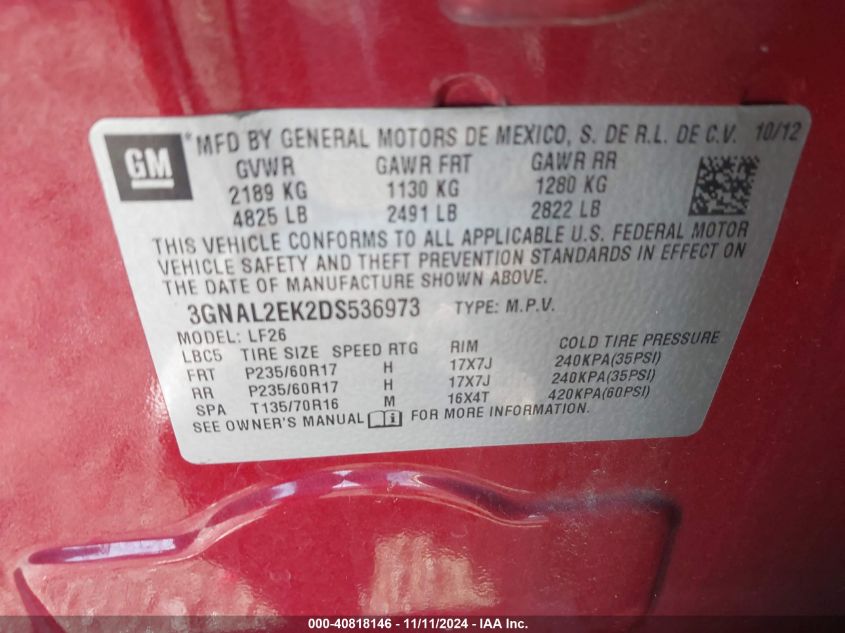 GM
*MFD BY GENERAL MOTORS DE MEXICO, S. DE R.L. DE C.V. 10/12
GVWR GAWR FRT GAWR RR
2189 KG 1130 KG 1280 KG
4825 LB 2491 LB 2822 LB
THIS VEHICLE CONFORMS TO ALL APPLICABLE U.S. FEDERAL MOTOR
VEHICLE SAFETY AND THEFT PREVENTION STANDARDS IN EFFECT ON
THE DATE OF MANUFACTURE SHOWN ABOVE.
3GNAL2EK2DS536973 TYPE: M.P.V.
MODEL: LF26
LBC5 TIRE SIZE SPEED RTG RIM COLD TIRE PRESSURE
FRT P235/60R17 H 17X7J 240KPA(35PSI)
RR P235/60R17 H 17X7J 240KPA(35PSI)
SPA T135/70R16 M 16X4T 420KPA(60PSI)
SEE OWNER'S MANUAL FOR MORE INFORMATION.
000-40818146 - 11/11/2024 - IAA Inc.